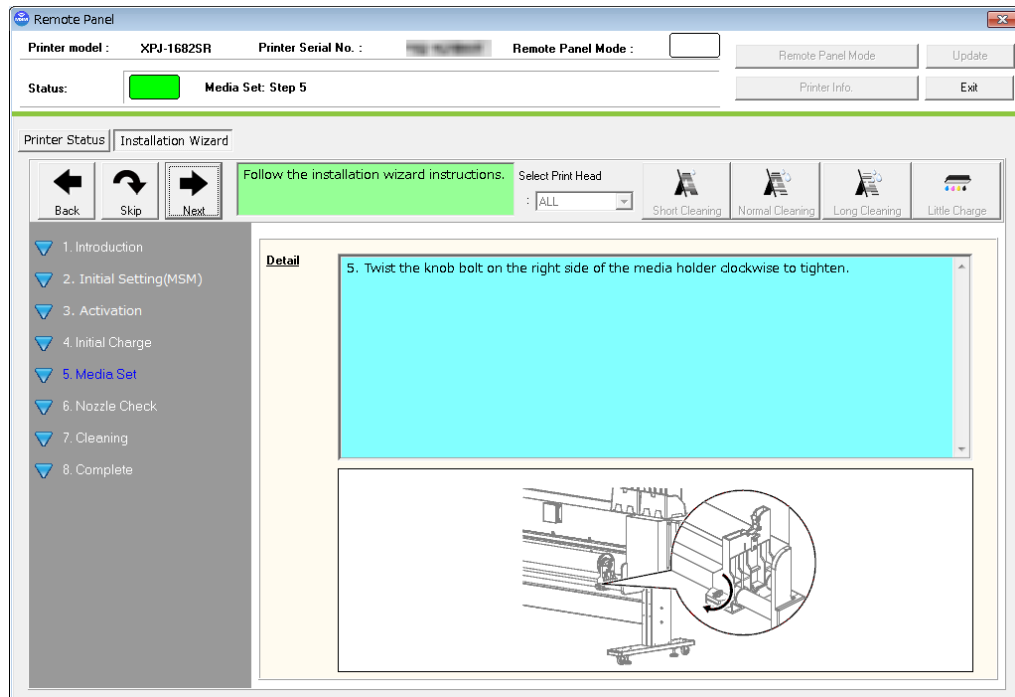 Remote Panel
Printer model : XPJ-1682SR Printer Serial No. : Remote Panel Mode :
Remote Panel Mode Update
Status: Media Set: Step 5
Printer Info. Exit
Printer Status Installation Wizard
Follow the installation wizard instructions. Select Print Head
: ALL
Back Skip Next Short Cleaning Normal Cleaning Long Cleaning Little Charge
1. Introduction
2. Initial Setting(MSM)
3. Activation
4. Initial Charge
5. Media Set
6. Nozzle Check
7. Cleaning
8. Complete
Detail
5. Twist the knob bolt on the right side of the media holder clockwise to tighten.